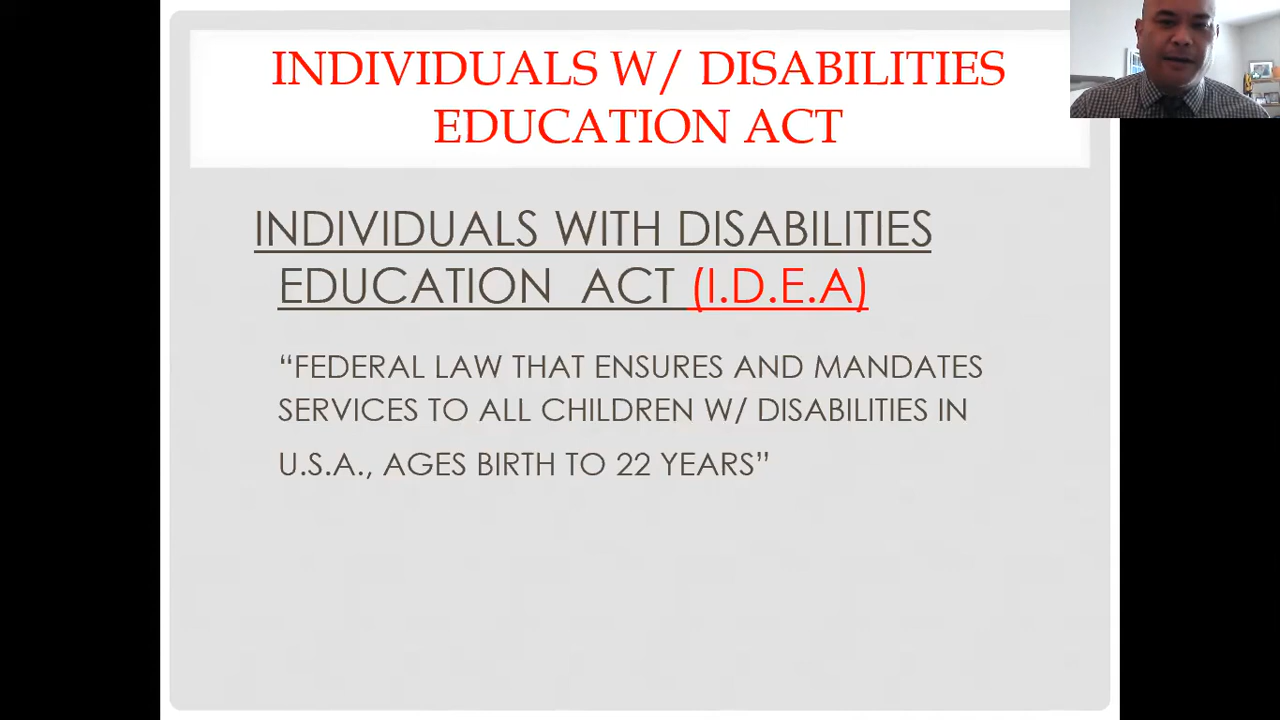 INDIVIDUALS W/ DISABILITIES
EDUCATION ACT
INDIVIDUALS WITH DISABILITIES
EDUCATION ACT (I.D.E.A)
“FEDERAL LAW THAT ENSURES AND MANDATES
SERVICES TO ALL CHILDREN W/ DISABILITIES IN
U.S.A., AGES BIRTH TO 22 YEARS”